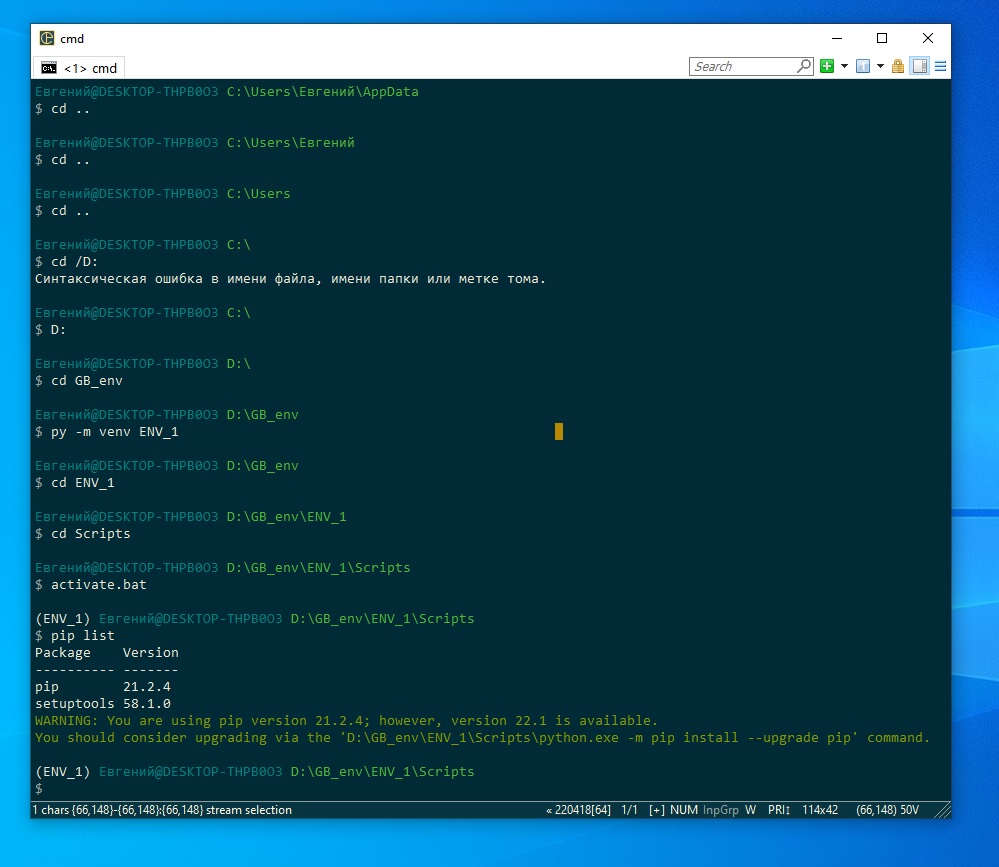 cmd
<1> cmd
Search
Евгений@DESKTOP-THPB0O3 C:\Users\Евгений\AppData
$ cd ..
Евгений@DESKTOP-THPB0O3 C:\Users\Евгений
$ cd ..
Евгений@DESKTOP-THPB0O3 C:\Users
$ cd ..
Евгений@DESKTOP-THPB0O3 C:\
$ cd /D:
Синтаксическая ошибка в имени файла, имени папки или метке тома.
Евгений@DESKTOP-THPB0O3 C:\
$ D:
Евгений@DESKTOP-THPB0O3 D:\
$ cd GB_env
Евгений@DESKTOP-THPB0O3 D:\GB_env
$ py -m venv ENV_1
Евгений@DESKTOP-THPB0O3 D:\GB_env
$ cd ENV_1
Евгений@DESKTOP-THPB0O3 D:\GB_env\ENV_1
$ cd Scripts
Евгений@DESKTOP-THPB0O3 D:\GB_env\ENV_1\Scripts
$ activate.bat
(ENV_1) Евгений@DESKTOP-THPB0O3 D:\GB_env\ENV_1\Scripts
$ pip list
Package    Version
---------- -------
pip        21.2.4
setuptools 58.1.0
WARNING: You are using pip version 21.2.4; however, version 22.1 is available.
You should consider upgrading via the 'D:\GB_env\ENV_1\Scripts\python.exe -m pip install --upgrade pip' command.
(ENV_1) Евгений@DESKTOP-THPB0O3 D:\GB_env\ENV_1\Scripts
$
1 chars {66,148}-{66,148}:{66,148} stream selection « 220418[64] 1/1 [+] NUM InpGrp W PRI↕ 114x42 (66,148) 50V